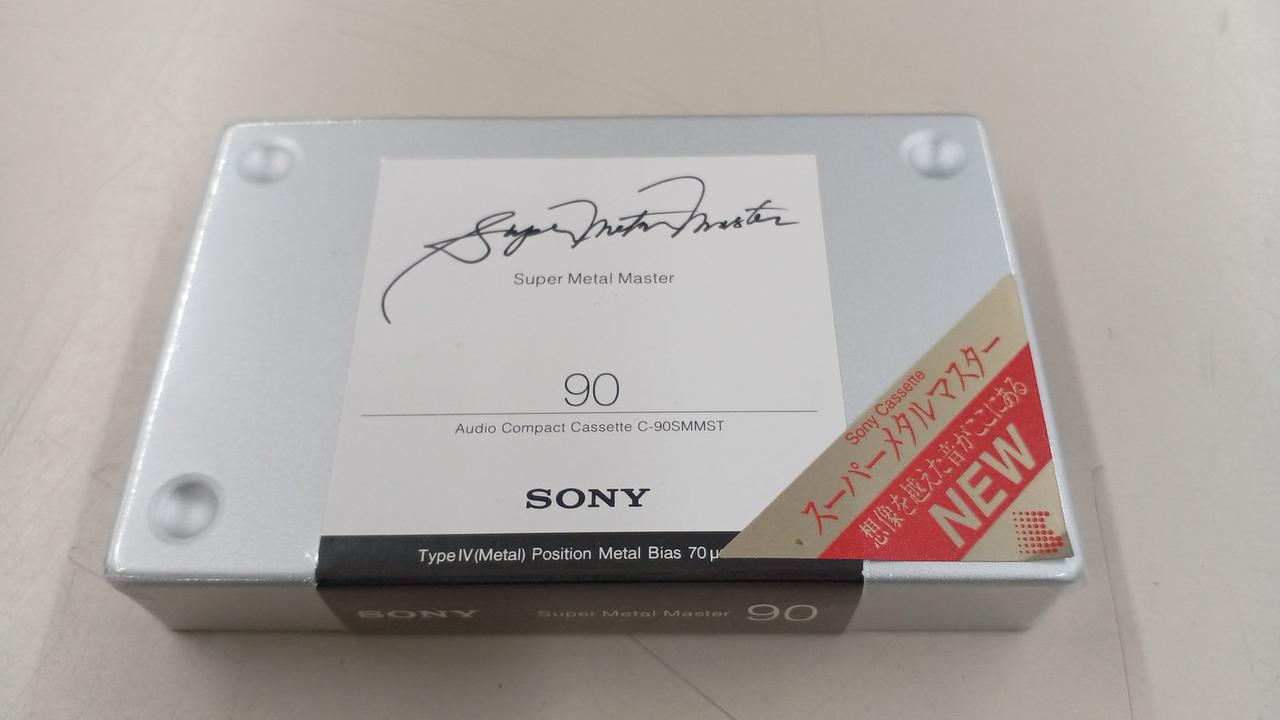 Super Metal Master
Super Metal Master
90
Audio Compact Cassette C-90SMMST
SONY
Type IV (Metal) Position Metal Bias 70 μ
SONY Super Metal Master 90
Sony Cassette
スーパーメタルマスター
想像を越えた音がここにある
NEW